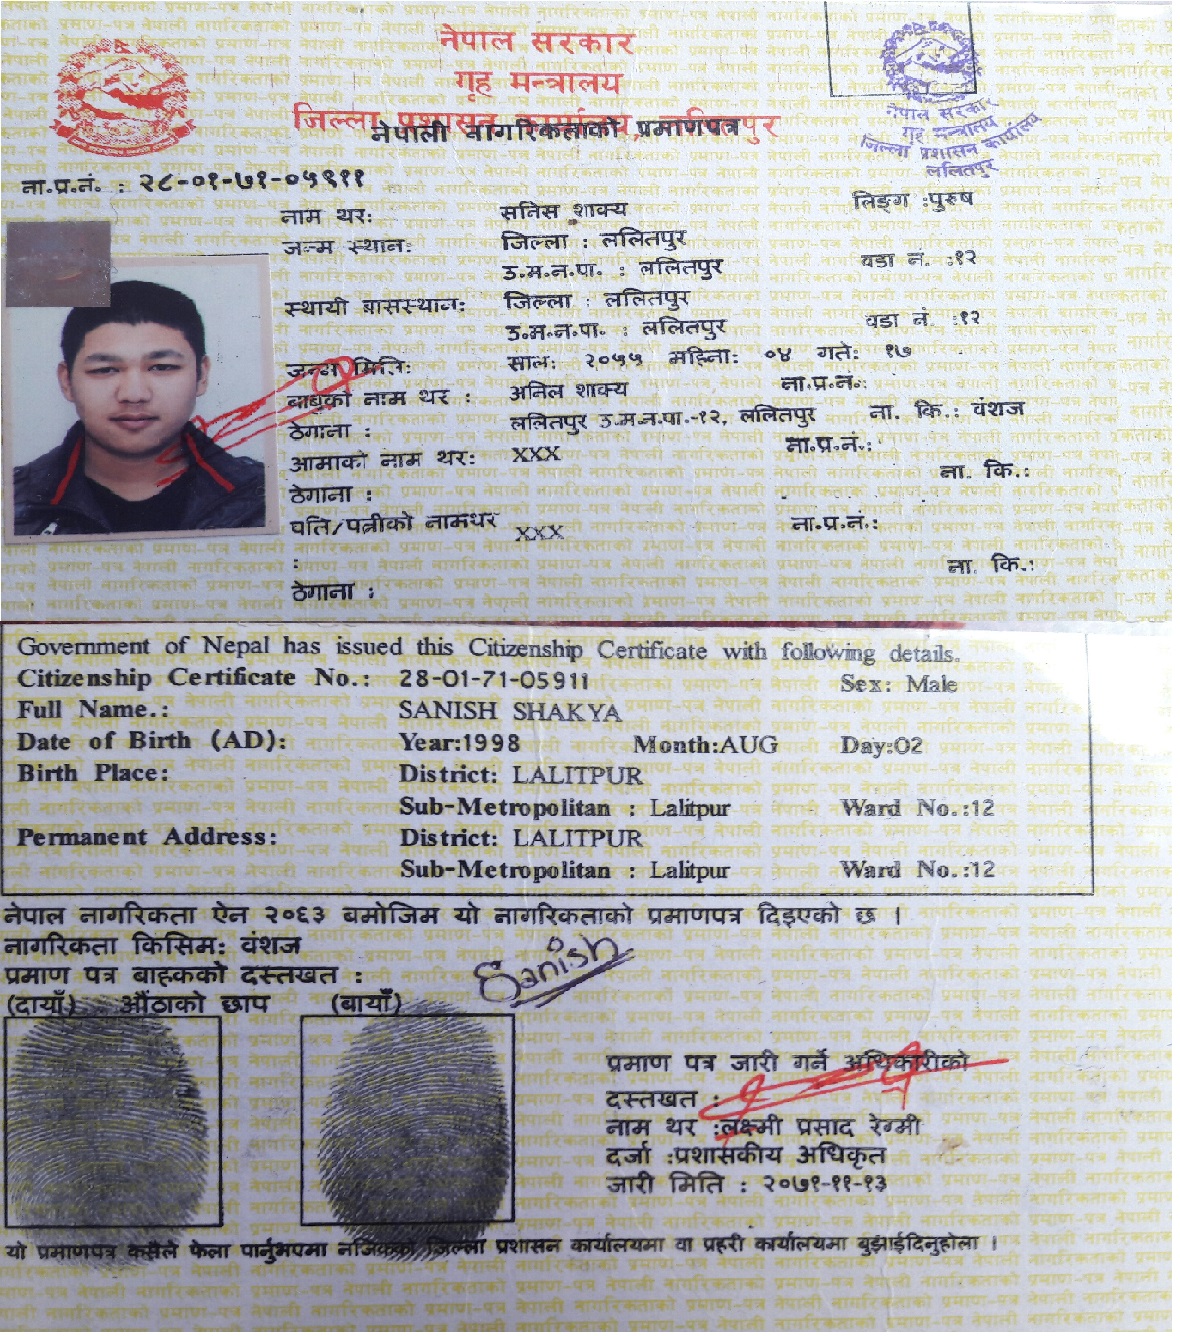 नेपाल सरकार
गृह मन्त्रालय
जिल्ला प्रशासन कार्यालय, ललितपुर
नेपाली नागरिकताको प्रमाणपत्र
नेपाल सरकार
गृह मन्त्रालय
जिल्ला प्रशासन कार्यालय
ललितपुर
ना.प्र.नं. : २८-०१-७१-०५९११
नाम थर: सनिस शाक्य लिङ्ग :पुरुष
जन्म स्थान: जिल्ला : ललितपुर
उ.म.न.पा. : ललितपुर वडा नं. :१२
स्थायी बासस्थान: जिल्ला : ललितपुर
उ.म.न.पा. : ललितपुर वडा नं. :१२
जन्म मिति: साल: २०५५ महिना: ०४ गते: १७
बाबुको नाम थर : अनिल शाक्य ना.प्र.नं.:
ठेगाना : ललितपुर उ.म.न.पा.-१२, ललितपुर ना. कि.: वंशज
आमाको नाम थर: XXX ना.प्र.नं.:
ठेगाना : ना. कि.:
पति/पत्नीको नामथर : XXX ना.प्र.नं.:
ठेगाना : ना. कि.:
Government of Nepal has issued this Citizenship Certificate with following details.
Citizenship Certificate No.: 28-01-71-05911 Sex: Male
Full Name.: SANISH SHAKYA
Date of Birth (AD): Year:1998 Month:AUG Day:02
Birth Place: District: LALITPUR
Sub-Metropolitan : Lalitpur Ward No.:12
Permanent Address: District: LALITPUR
Sub-Metropolitan : Lalitpur Ward No.:12
नेपाल नागरिकता ऐन २०६३ बमोजिम यो नागरिकताको प्रमाणपत्र दिइएको छ ।
नागरिकता किसिम: वंशज
प्रमाण पत्र बाहकको दस्तखत : Sanish
(दायाँ) औंठाको छाप (बायाँ)
प्रमाण पत्र जारी गर्ने अधिकारीको
दस्तखत :
नाम थर :लक्ष्मी प्रसाद रेग्मी
दर्जा :प्रशासकीय अधिकृत
जारी मिति : २०७१-११-१३
यो प्रमाणपत्र कसैले फेला पार्नुभएमा नजिकको जिल्ला प्रशासन कार्यालयमा वा प्रहरी कार्यालयमा बुझाईदिनुहोला ।